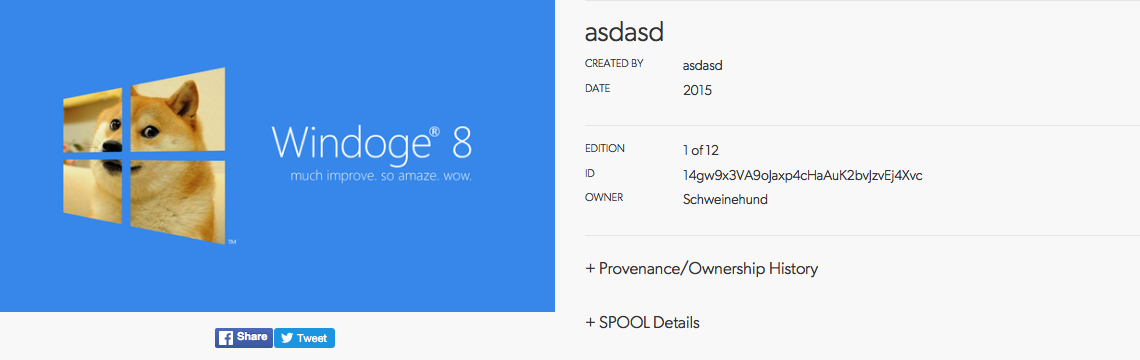 Windoge® 8
much improve. so amaze. wow.
™
Share
Tweet
asdasd
CREATED BY asdasd
DATE 2015
EDITION 1 of 12
ID 14gw9x3VA9oJaxp4cHaAuK2bvJzvEj4Xvc
OWNER Schweinehund
+ Provenance/Ownership History
+ SPOOL Details